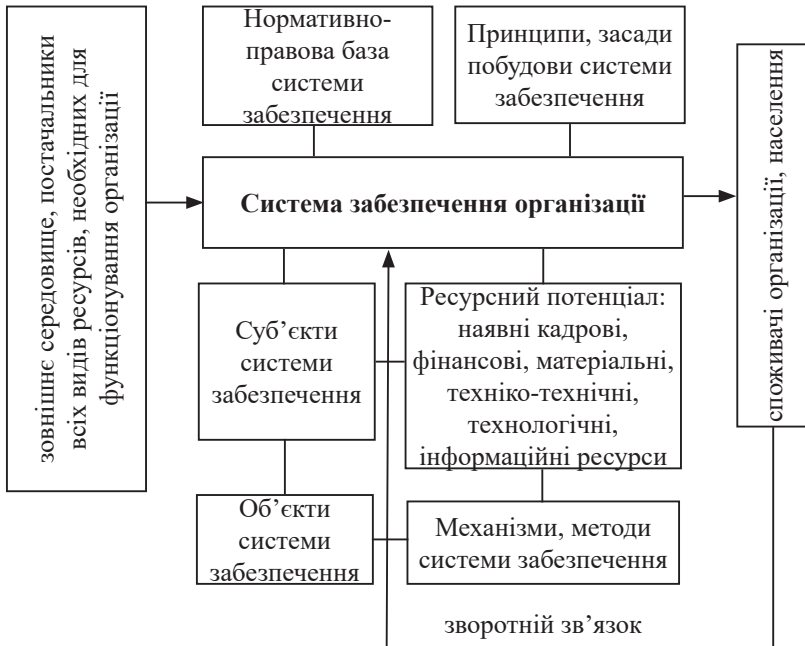 зовнішнє середовище, постачальники
всіх видів ресурсів, необхідних для
функціонування організації
Нормативно-
правова база
системи
забезпечення
Принципи, засади
побудови системи
забезпечення
Система забезпечення організації
Суб’єкти
системи
забезпечення
Ресурсний потенціал:
наявні кадрові,
фінансові, матеріальні,
техніко-технічні,
технологічні,
інформаційні ресурси
Об’єкти
системи
забезпечення
Механізми, методи
системи забезпечення
споживачі організації, населення
зворотній зв’язок